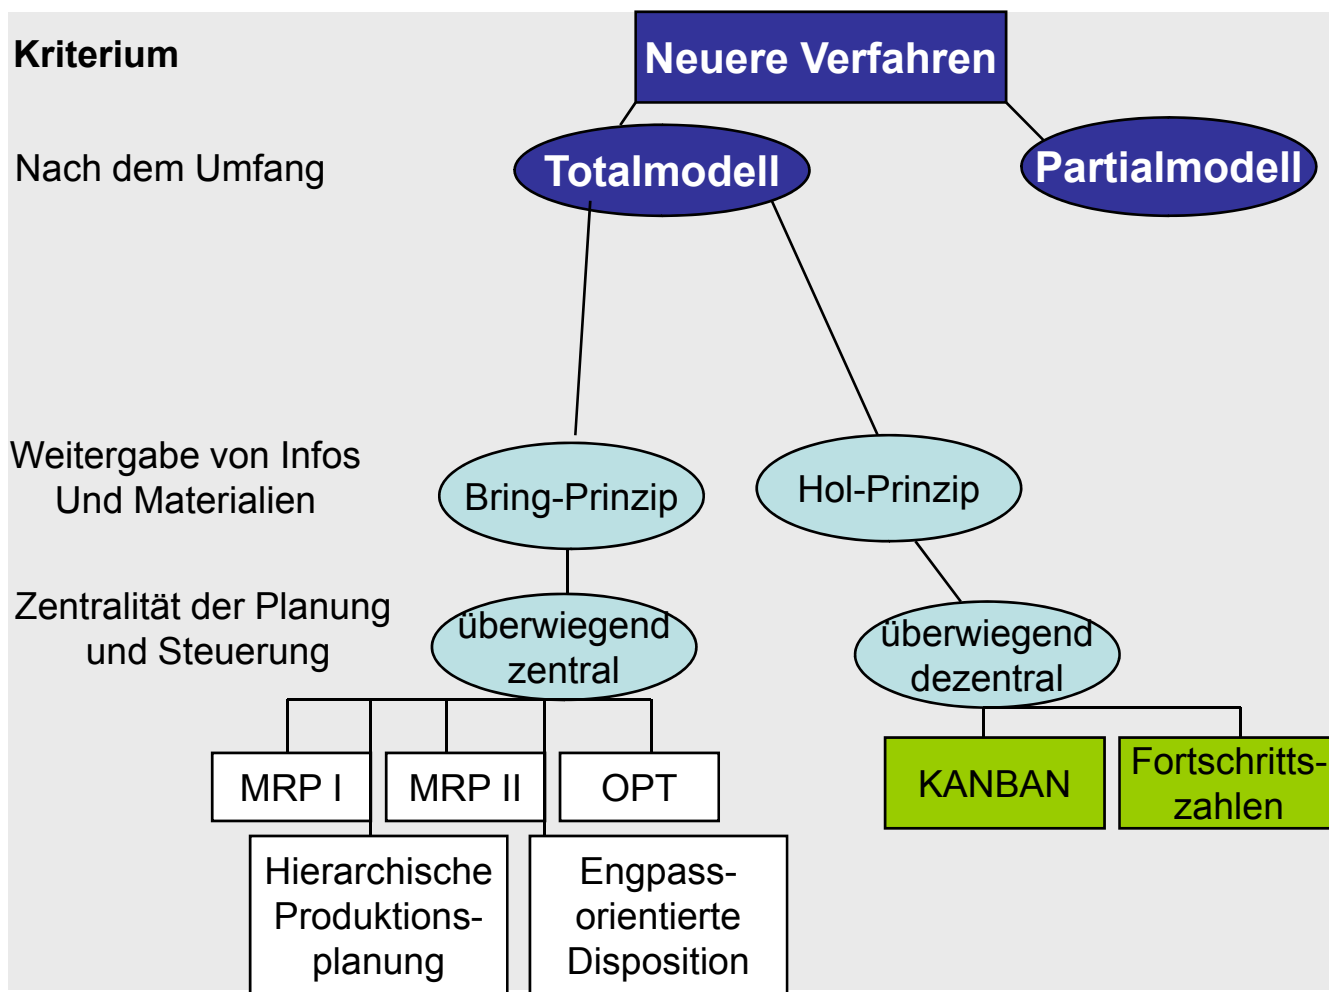 Kriterium
Neuere Verfahren
Nach dem Umfang
Totalmodell
Partialmodell
Weitergabe von Infos
Und Materialien
Bring-Prinzip
Hol-Prinzip
Zentralität der Planung
und Steuerung
überwiegend
zentral
überwiegend
dezentral
MRP I
MRP II
OPT
KANBAN
Fortschritts-
zahlen
Hierarchische
Produktions-
planung
Engpass-
orientierte
Disposition